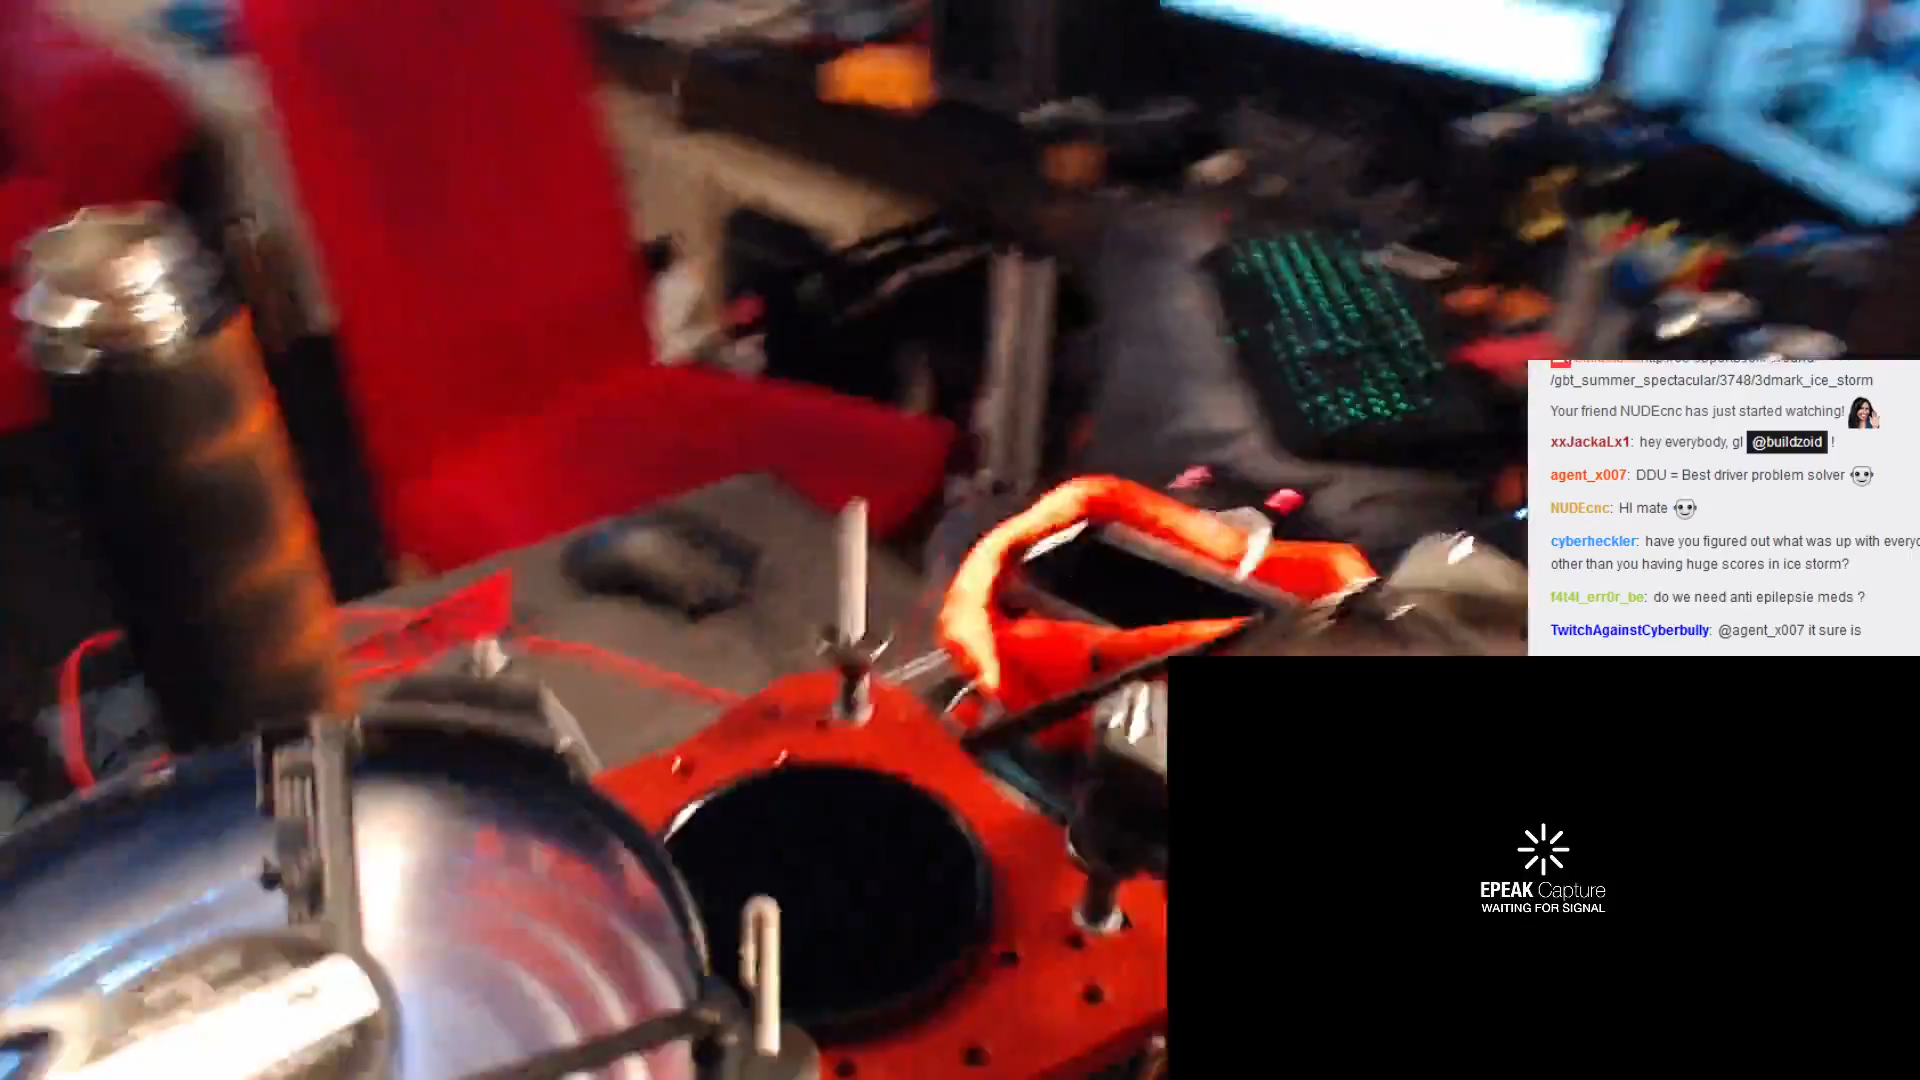 /gbt_summer_spectacular/3748/3dmark_ice_storm
Your friend NUDEcnc has just started watching!
xxJackaLx1: hey everybody, gl @buildzoid !
agent_x007: DDU = Best driver problem solver
NUDEcnc: HI mate
cyberheckler: have you figured out what was up with everyo
other than you having huge scores in ice storm?
f4t4l_err0r_be: do we need anti epilepsie meds ?
TwitchAgainstCyberbully: @agent_x007 it sure is
EPEAK Capture
WAITING FOR SIGNAL